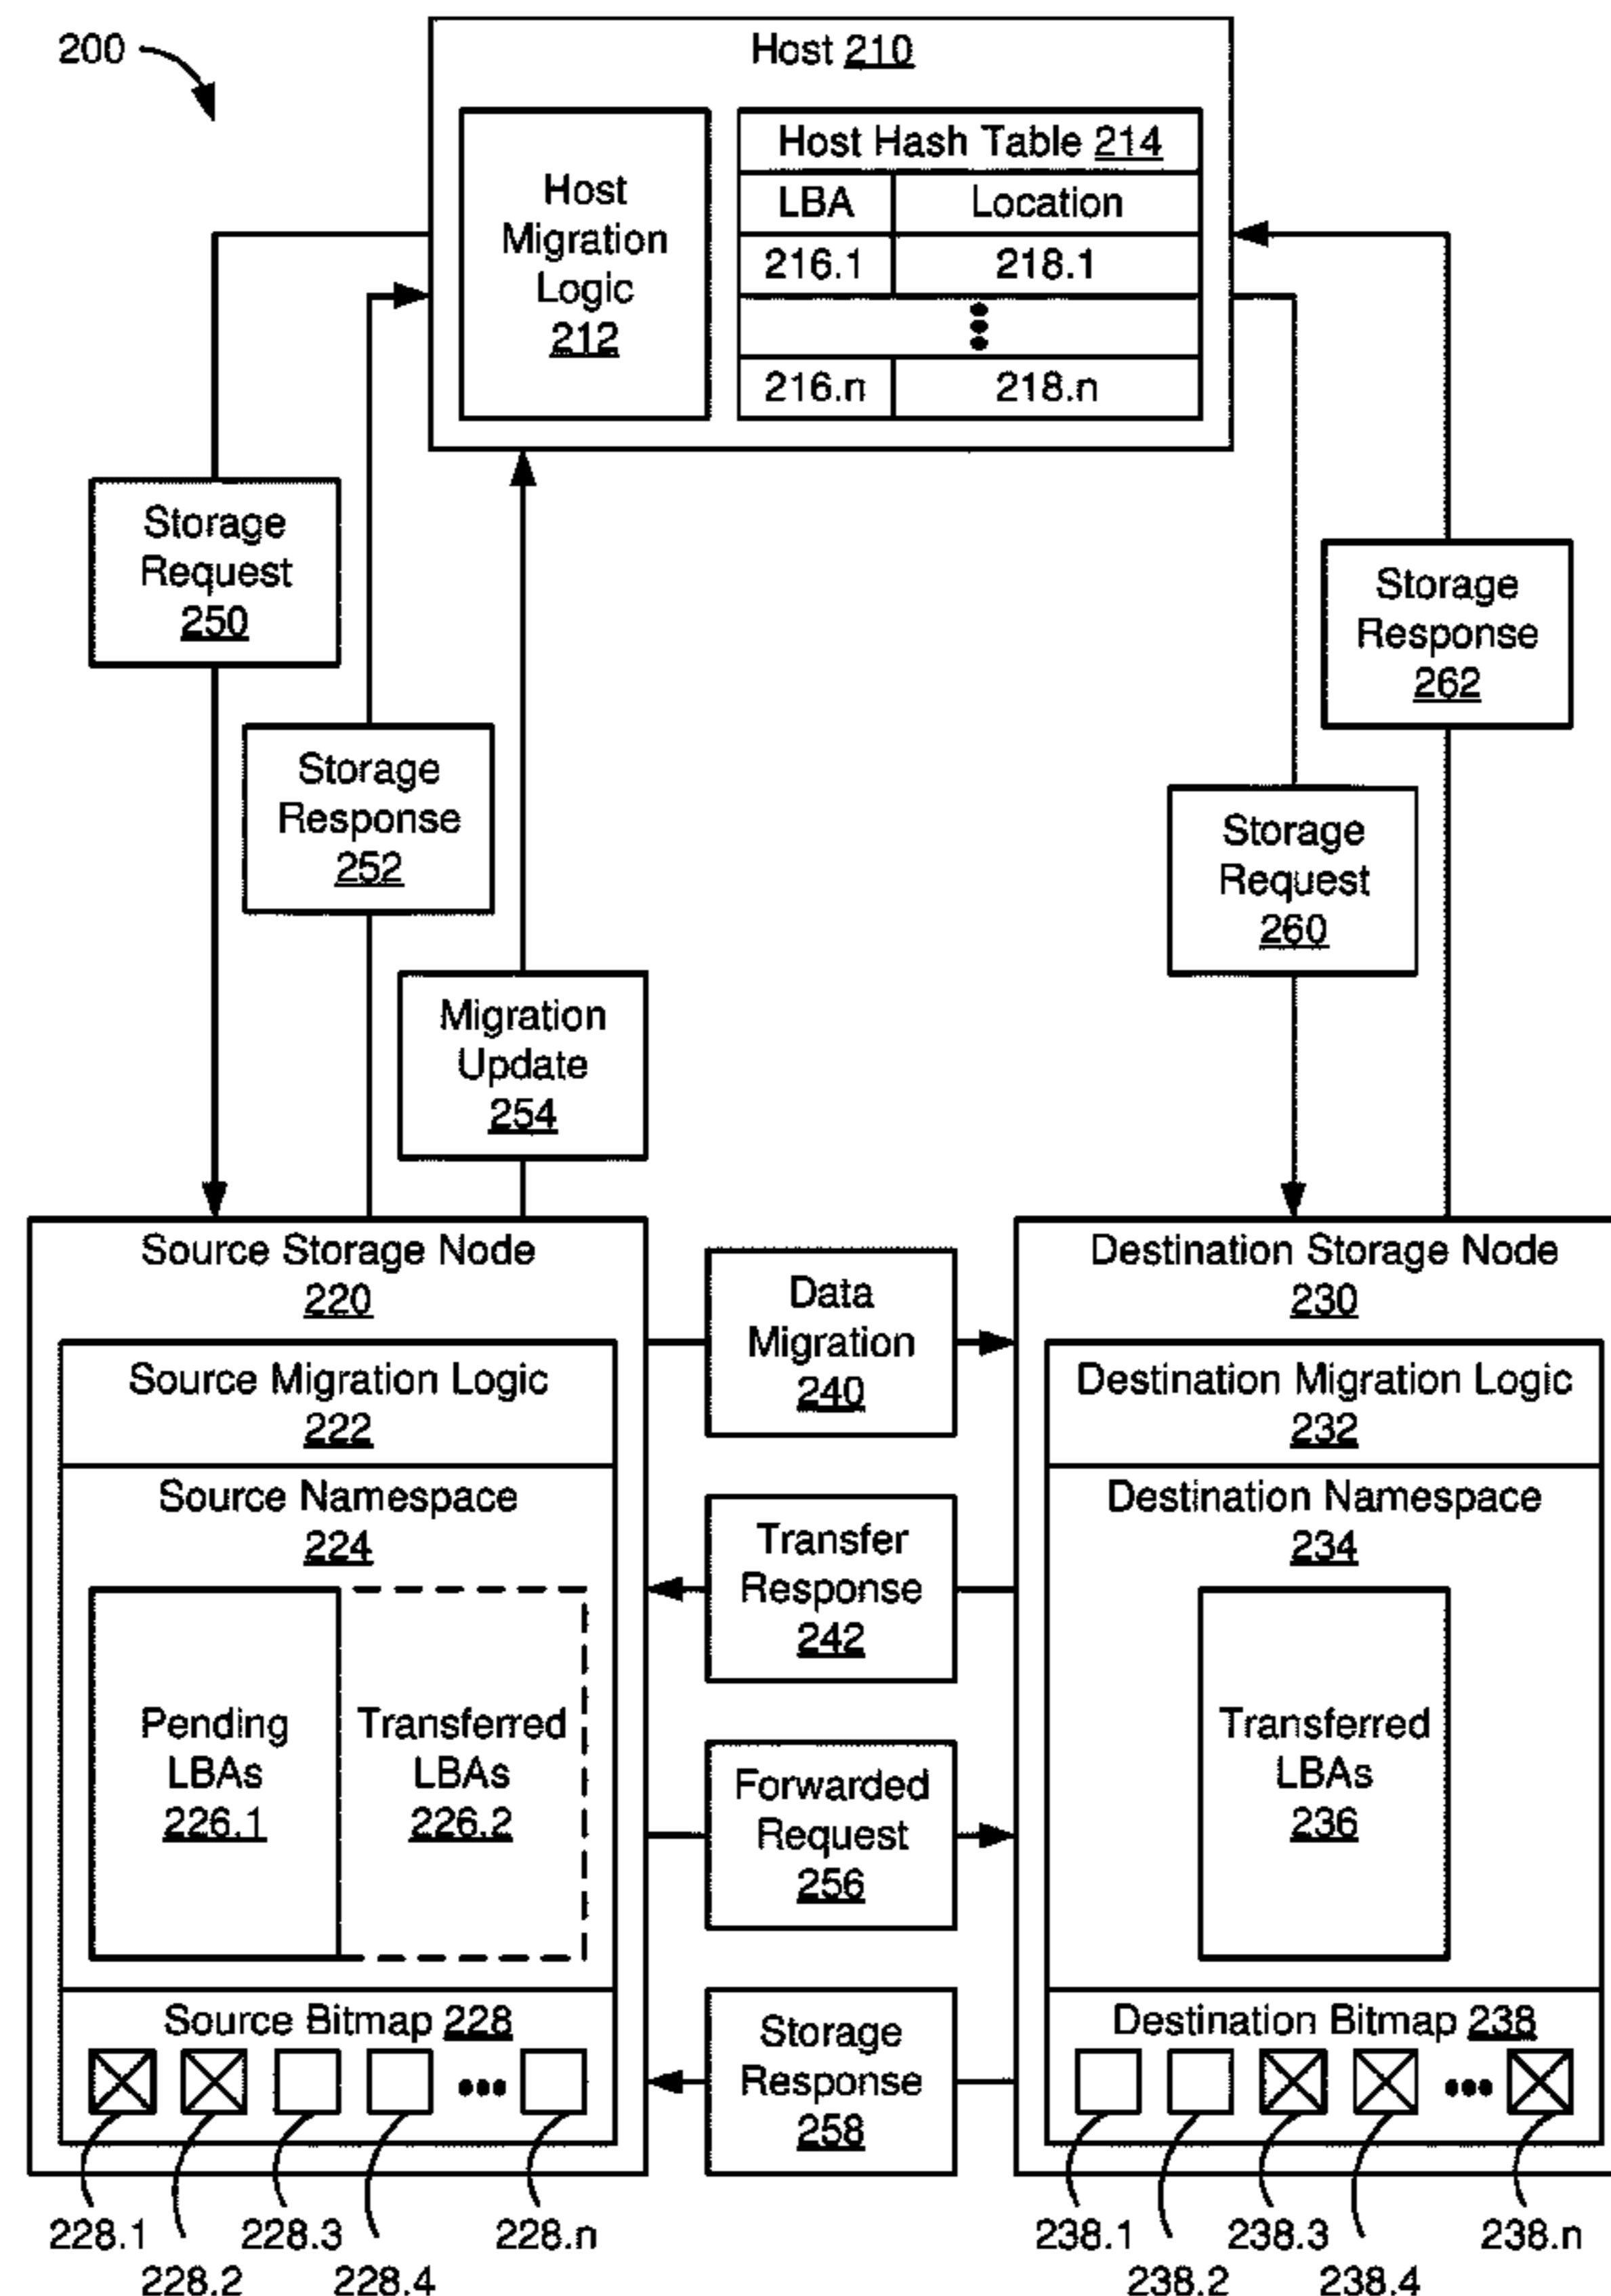 200
Host 210
Host
Migration
Logic
212
Host Hash Table 214
LBA Location
216.1 218.1
216.n 218.n
Storage
Request
250
Storage
Response
252
Migration
Update
254
Storage
Response
262
Storage
Request
260
Source Storage Node
220
Source Migration Logic
222
Source Namespace
224
Pending
LBAs
226.1
Transferred
LBAs
226.2
Source Bitmap 228
228.1
228.2
228.3
228.4
228.n
Data
Migration
240
Transfer
Response
242
Forwarded
Request
256
Storage
Response
258
Destination Storage Node
230
Destination Migration Logic
232
Destination Namespace
234
Transferred
LBAs
236
Destination Bitmap 238
238.1
238.2
238.3
238.4
238.n